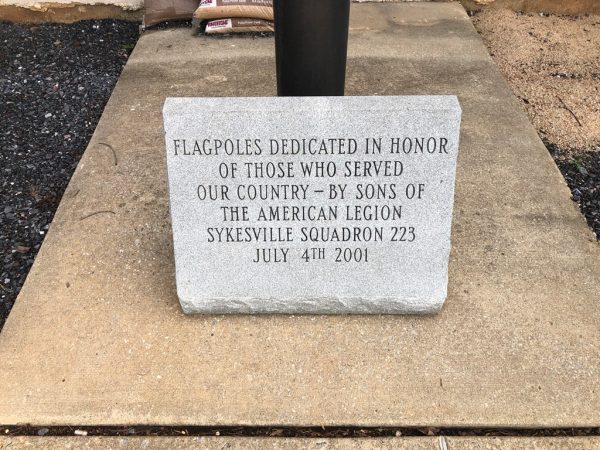 FLAGPOLES DEDICATED IN HONOR
OF THOSE WHO SERVED
OUR COUNTRY – BY SONS OF
THE AMERICAN LEGION
SYKESVILLE SQUADRON 223
JULY 4TH 2001